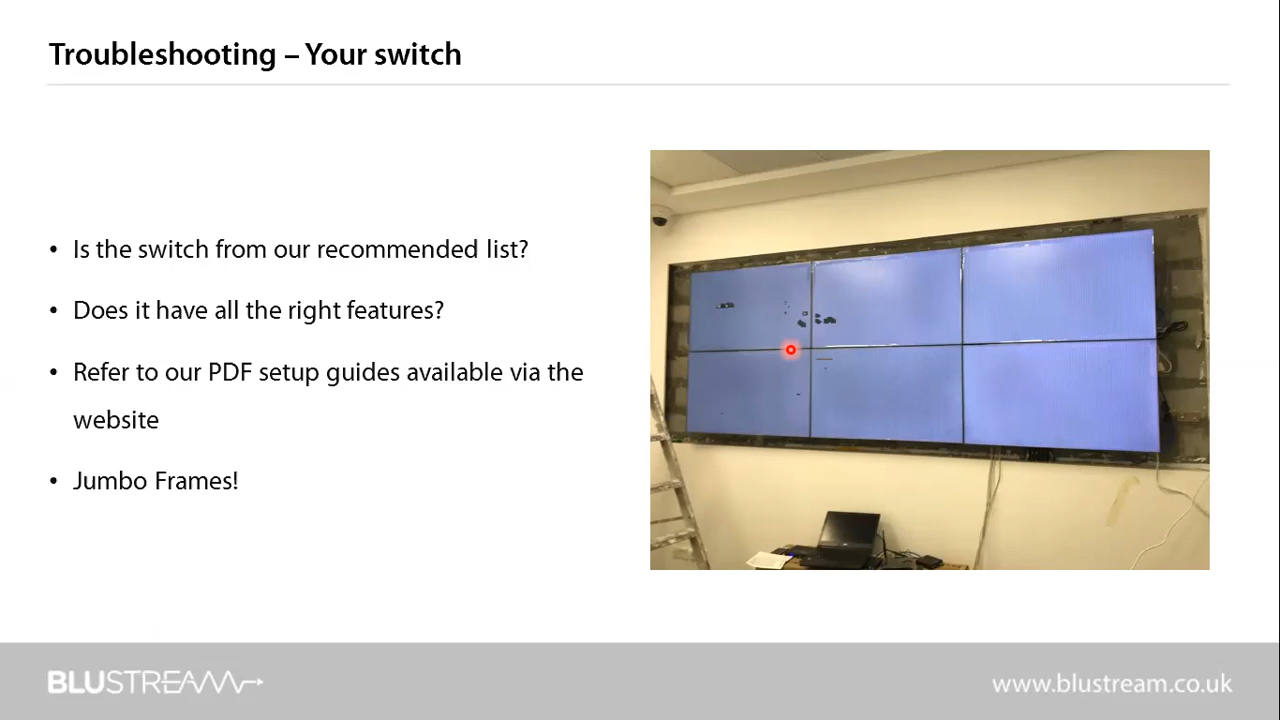 Troubleshooting – Your switch
• Is the switch from our recommended list?
• Does it have all the right features?
• Refer to our PDF setup guides available via the
website
• Jumbo Frames!
BLUSTREAM
www.blustream.co.uk